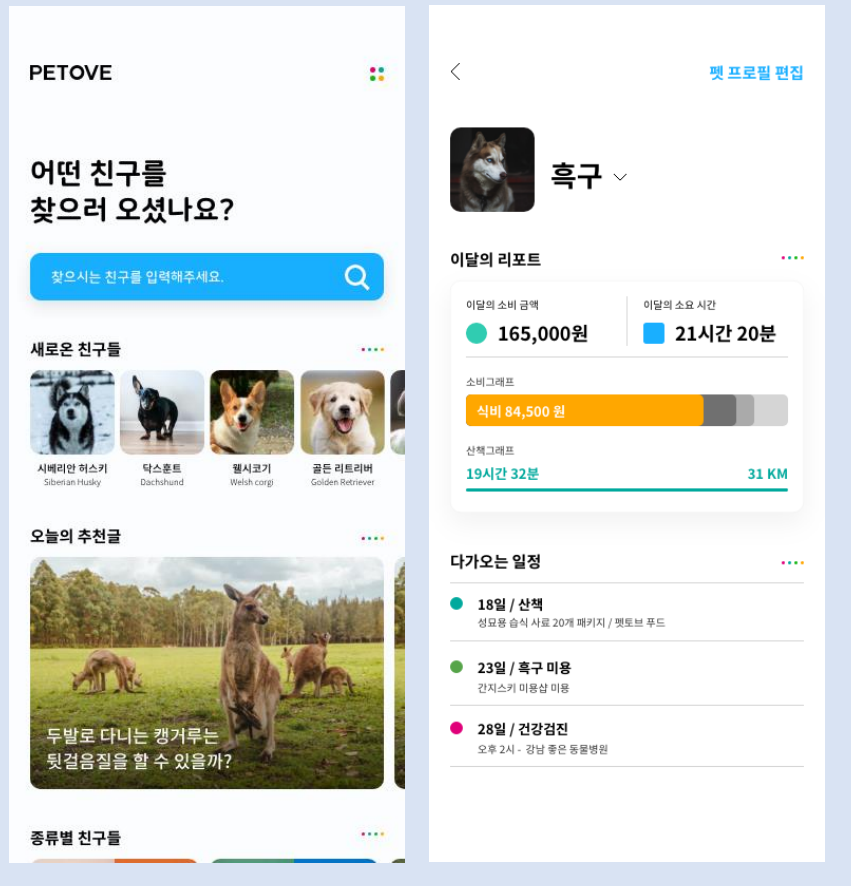 PETOVE
어떤 친구를
찾으러 오셨나요?
찾으시는 친구를 입력해주세요.
새로온 친구들
시베리안 허스키
Siberian Husky
닥스훈트
Dachshund
웰시코기
Welsh corgi
골든 리트리버
Golden Retriever
오늘의 추천글
두발로 다니는 캥거루는
뒷걸음질을 할 수 있을까?
종류별 친구들
펫 프로필 편집
흑구
이달의 리포트
이달의 소비 금액
165,000원
이달의 소요 시간
21시간 20분
소비그래프
식비 84,500 원
산책그래프
19시간 32분
31 KM
다가오는 일정
18일 / 산책
성묘용 습식 사료 20개 패키지 / 펫토브 푸드
23일 / 흑구 미용
간지스키 미용샵 미용
28일 / 건강검진
오후 2시 - 강남 좋은 동물병원